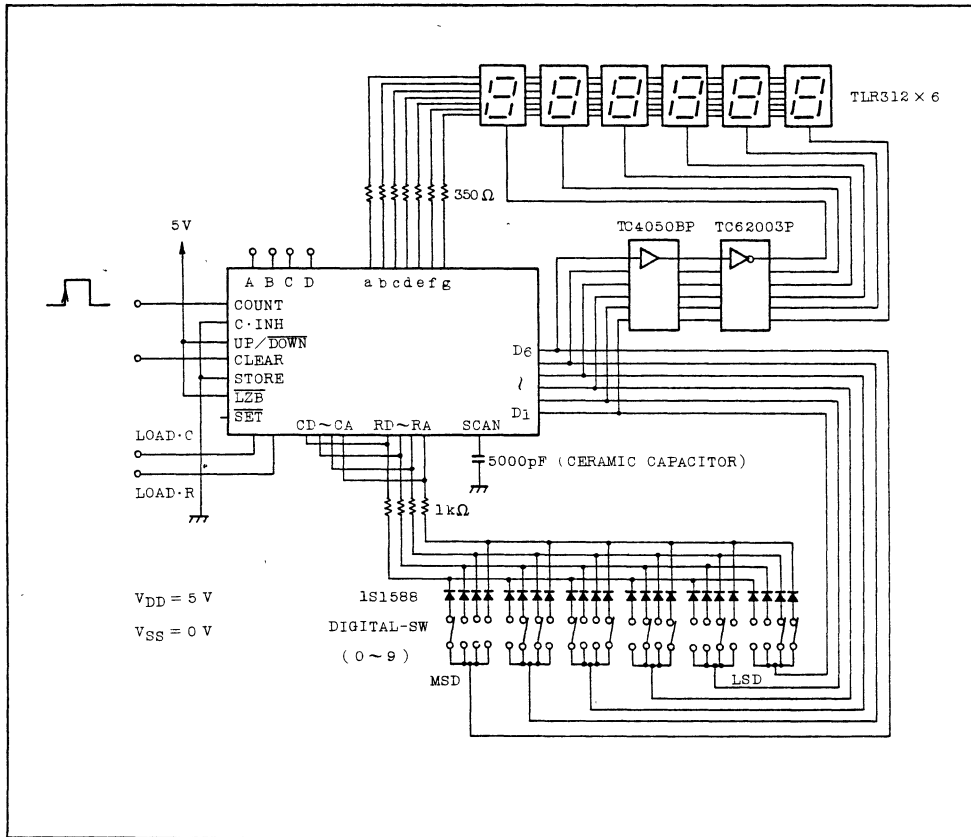 TLR312 × 6
350Ω
5V
TC4050BP TC62003P
A B C D
a b c d e f g
COUNT
C·INH
UP/DOWN
CLEAR
STORE
LZB
SET
D6
~
D1
CD~CA RD~RA SCAN
LOAD·C
LOAD·R
5000pF (CERAMIC CAPACITOR)
1kΩ
VDD = 5 V
VSS = 0 V
1S1588
DIGITAL-SW
(0~9)
MSD
LSD